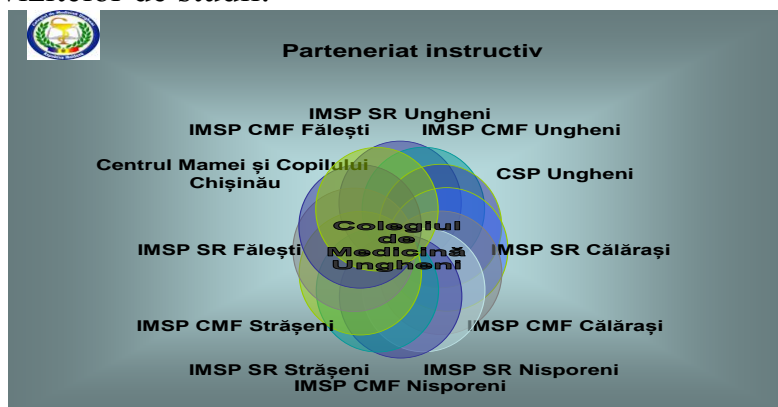 Parteneriat instructiv
IMSP SR Ungheni
IMSP CMF Fălești
IMSP CMF Ungheni
Centrul Mamei și Copilului
Chișinău
CSP Ungheni
Colegiul
de
Medicină
Ungheni
IMSP SR Fălești
IMSP SR Călărași
IMSP CMF Strășeni
IMSP CMF Călărași
IMSP SR Strășeni
IMSP SR Nisporeni
IMSP CMF Nisporeni